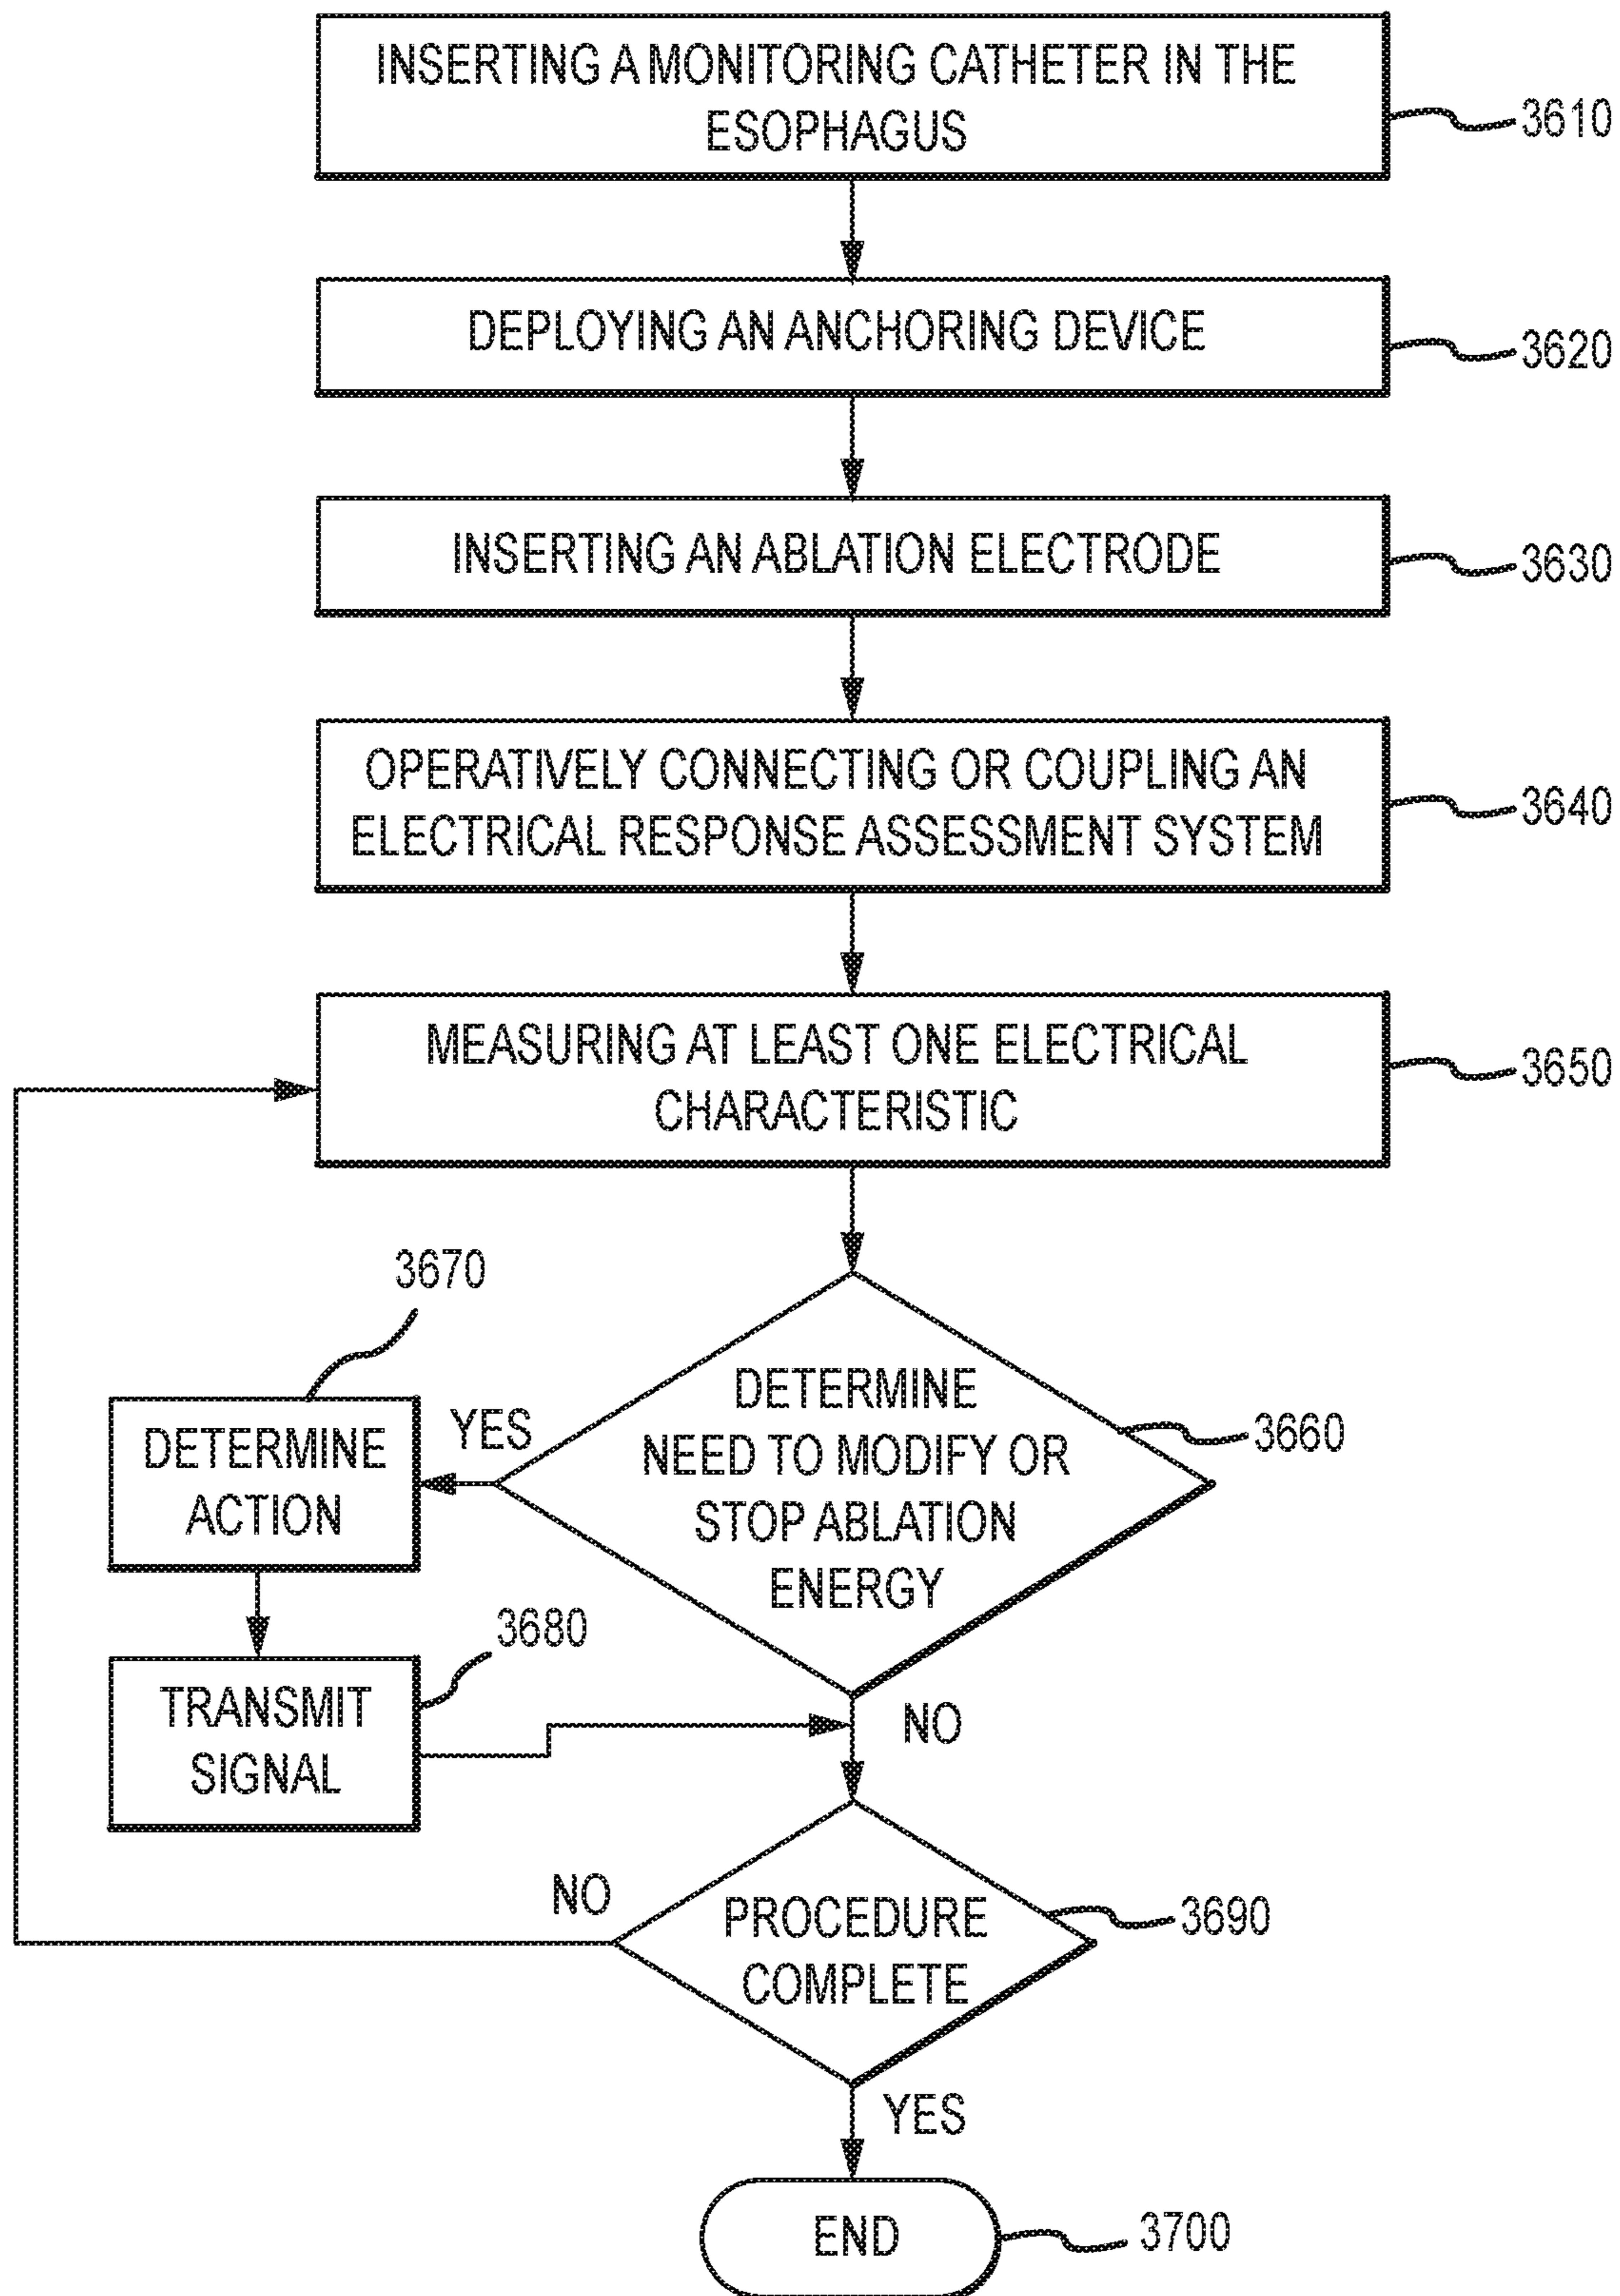 INSERTING A MONITORING CATHETER IN THE
ESOPHAGUS
3610
DEPLOYING AN ANCHORING DEVICE
3620
INSERTING AN ABLATION ELECTRODE
3630
OPERATIVELY CONNECTING OR COUPLING AN
ELECTRICAL RESPONSE ASSESSMENT SYSTEM
3640
MEASURING AT LEAST ONE ELECTRICAL
CHARACTERISTIC
3650
3670
DETERMINE
NEED TO MODIFY OR
STOP ABLATION
ENERGY
3660
YES
DETERMINE
ACTION
3680
TRANSMIT
SIGNAL
NO
NO
PROCEDURE
COMPLETE
3690
YES
END
3700